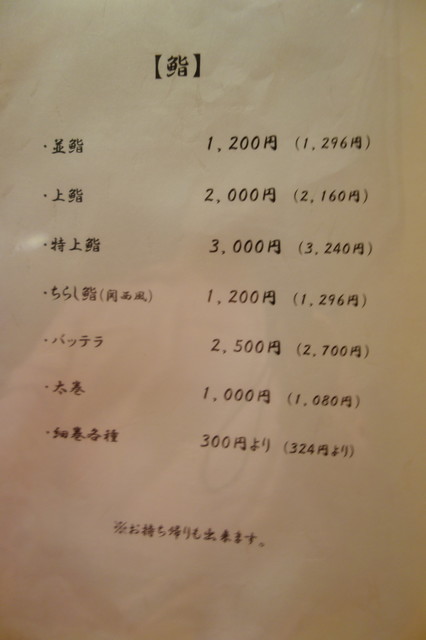 【鮨】
・並鮨 1,200円 (1,296円)
・上鮨 2,000円 (2,160円)
・特上鮨 3,000円 (3,240円)
・ちらし鮨(関西風) 1,200円 (1,296円)
・バッテラ 2,500円 (2,700円)
・太巻 1,000円 (1,080円)
・細巻各種 300円より (324円より)
※お持ち帰りも出来ます。